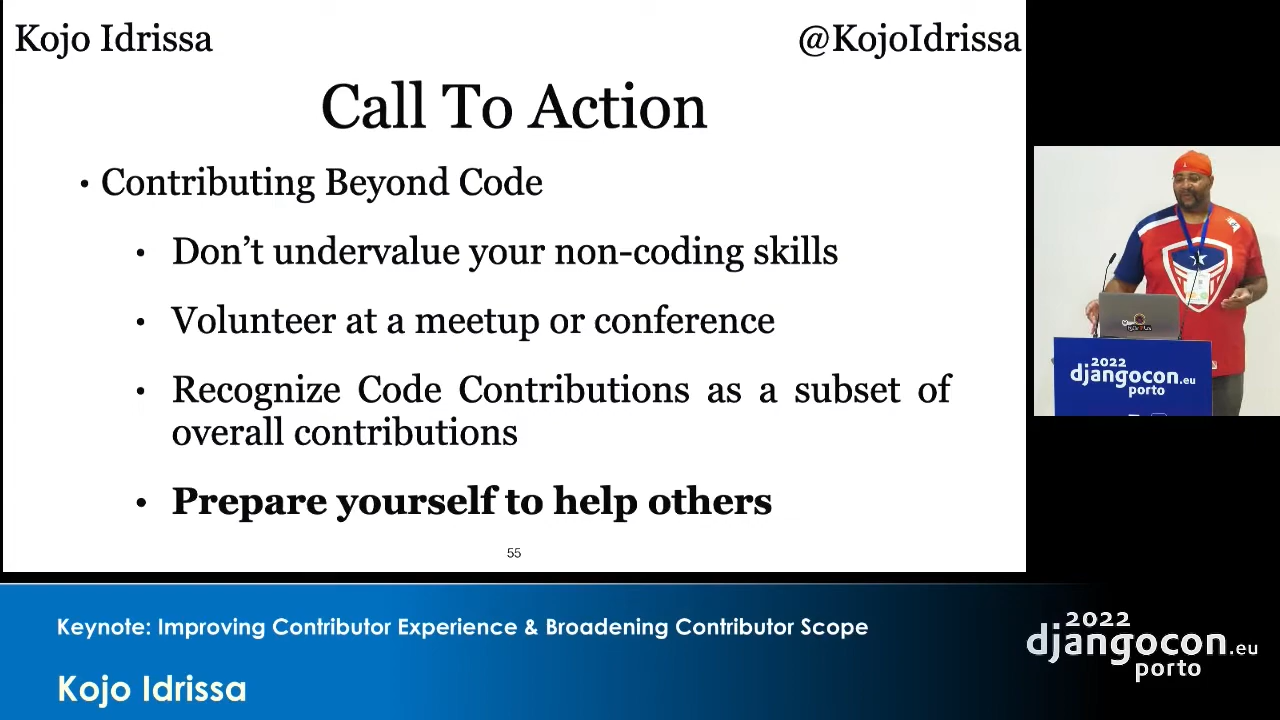 Kojo Idrissa
@KojoIdrissa
Call To Action
• Contributing Beyond Code
• Don’t undervalue your non-coding skills
• Volunteer at a meetup or conference
• Recognize Code Contributions as a subset of
overall contributions
• Prepare yourself to help others
55
2022
djangocon.eu
porto
Keynote: Improving Contributor Experience & Broadening Contributor Scope
Kojo Idrissa
2022
djangocon.eu
porto